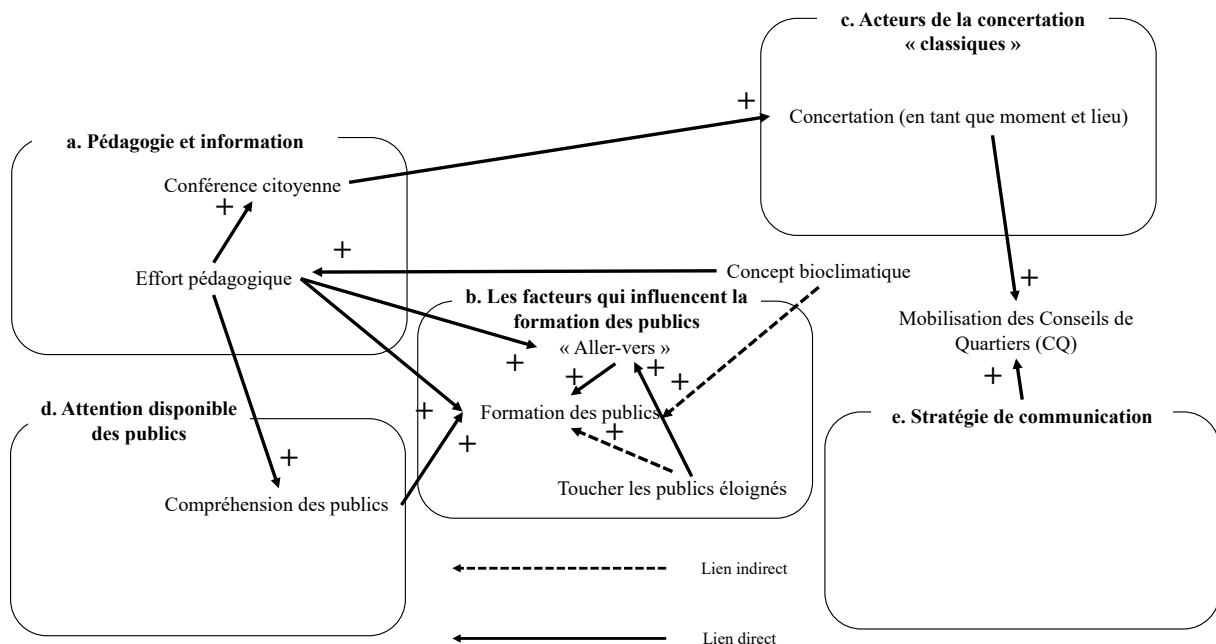 c. Acteurs de la concertation
« classiques »
+
Concertation (en tant que moment et lieu)
a. Pédagogie et information
Conférence citoyenne
+
+
Effort pédagogique
Concept bioclimatique
+
b. Les facteurs qui influencent la
formation des publics
« Aller-vers »
+
+
+
+
Formation des publics
+
+
+
Toucher les publics éloignés
Mobilisation des Conseils de
Quartiers (CQ)
+
d. Attention disponible
des publics
+
Compréhension des publics
e. Stratégie de communication
Lien indirect
Lien direct